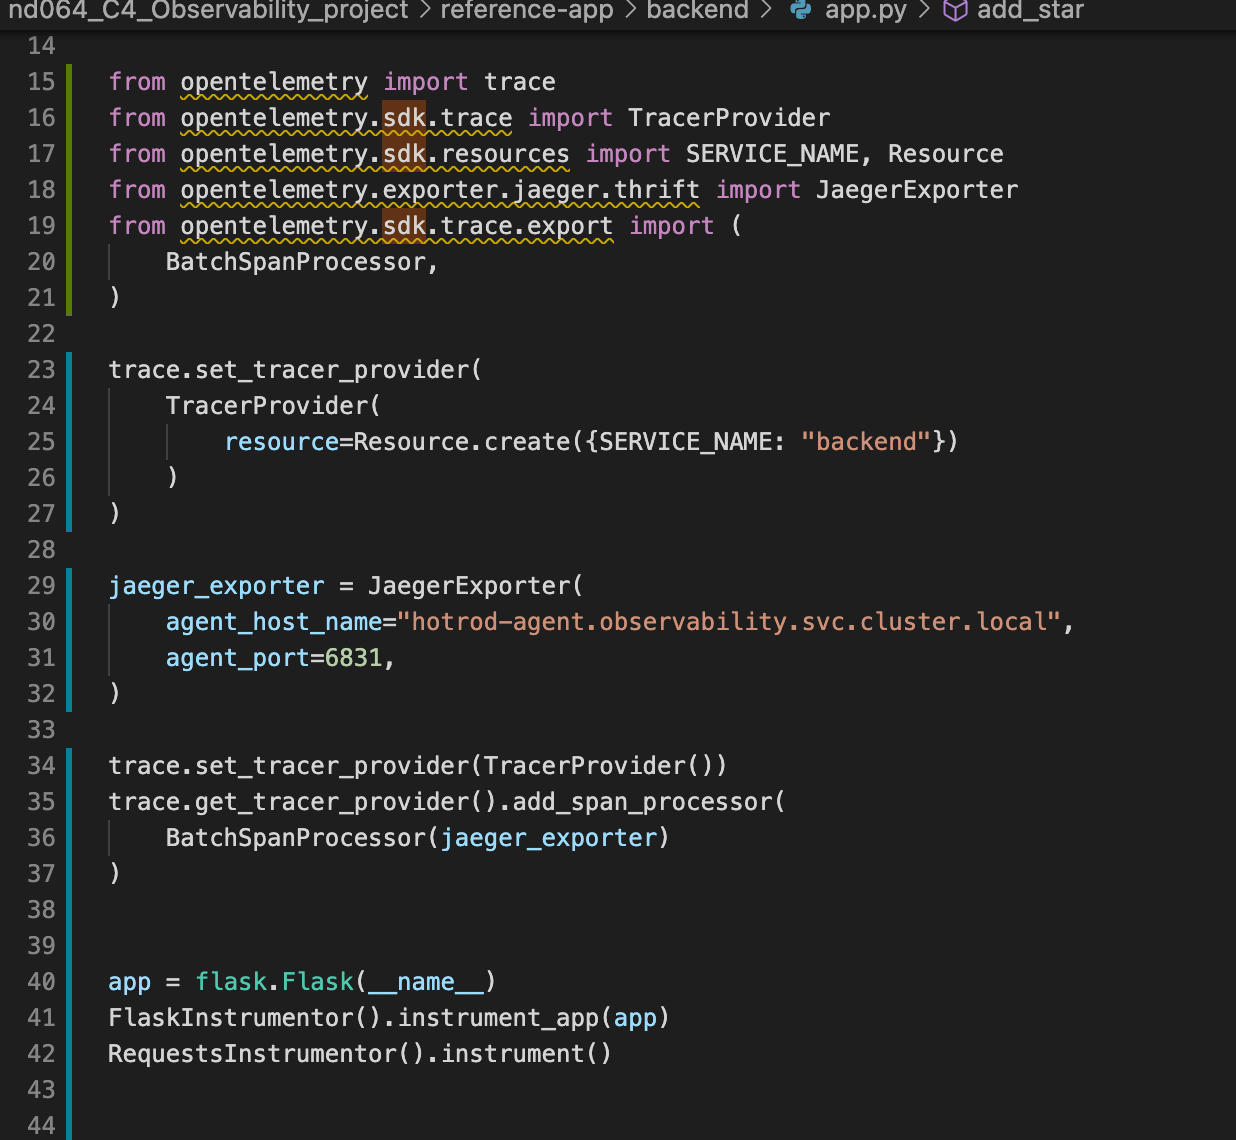 nd064_C4_Observability_project > reference-app > backend > app.py > add_star
14
15 from opentelemetry import trace
16 from opentelemetry.sdk.trace import TracerProvider
17 from opentelemetry.sdk.resources import SERVICE_NAME, Resource
18 from opentelemetry.exporter.jaeger.thrift import JaegerExporter
19 from opentelemetry.sdk.trace.export import (
20     BatchSpanProcessor,
21 )
22
23 trace.set_tracer_provider(
24     TracerProvider(
25         resource=Resource.create({SERVICE_NAME: "backend"})
26     )
27 )
28
29 jaeger_exporter = JaegerExporter(
30     agent_host_name="hotrod-agent.observability.svc.cluster.local",
31     agent_port=6831,
32 )
33
34 trace.set_tracer_provider(TracerProvider())
35 trace.get_tracer_provider().add_span_processor(
36     BatchSpanProcessor(jaeger_exporter)
37 )
38
39
40 app = flask.Flask(__name__)
41 FlaskInstrumentor().instrument_app(app)
42 RequestsInstrumentor().instrument()
43
44